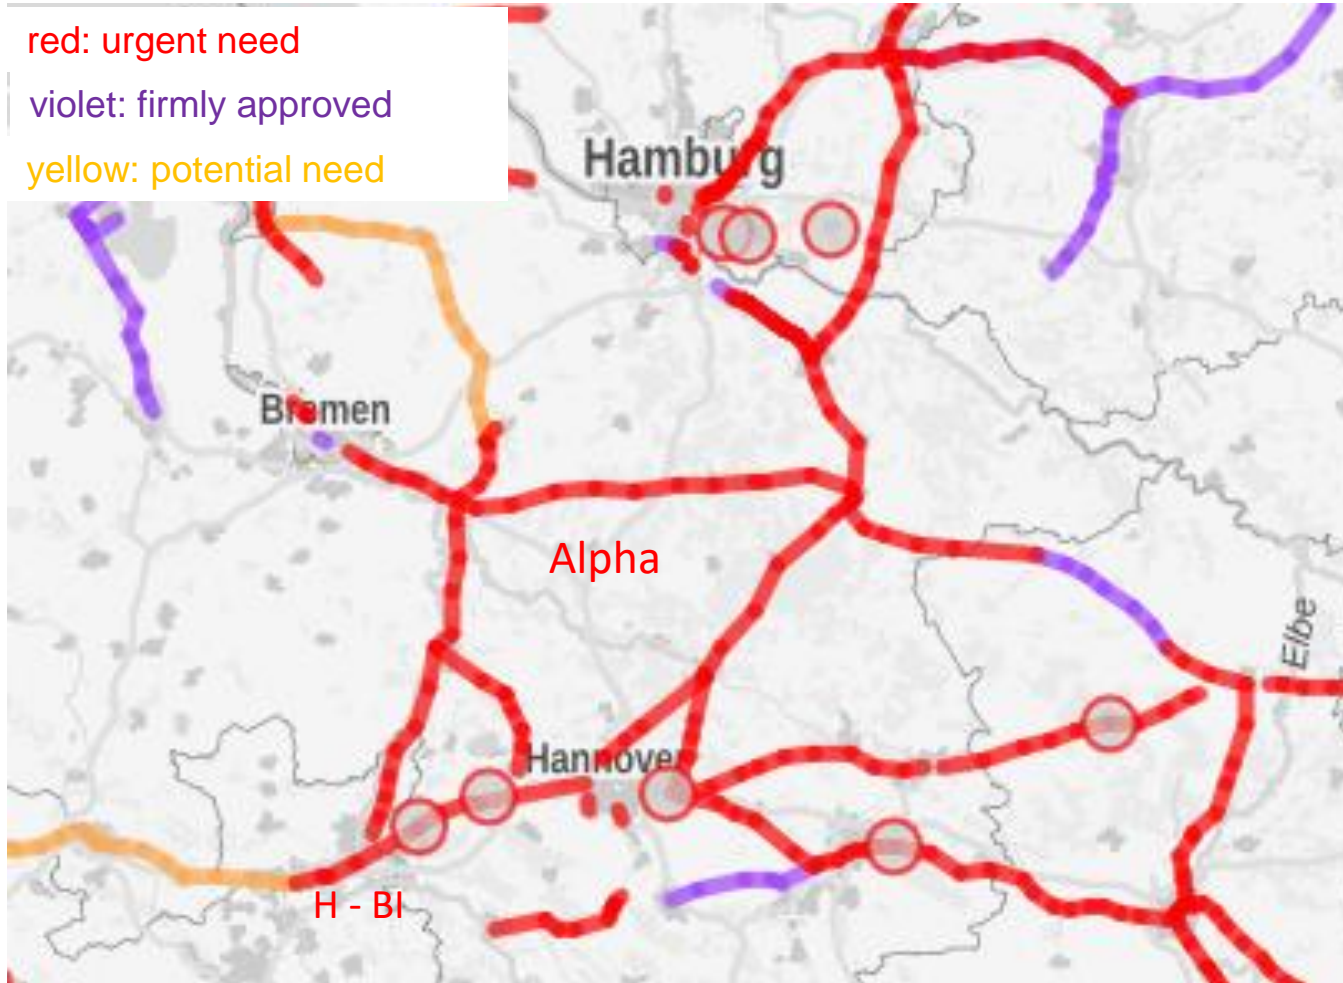 red: urgent need
violet: firmly approved
yellow: potential need
Hamburg
Bremen
Alpha
Elbe
Hannover
H - BI